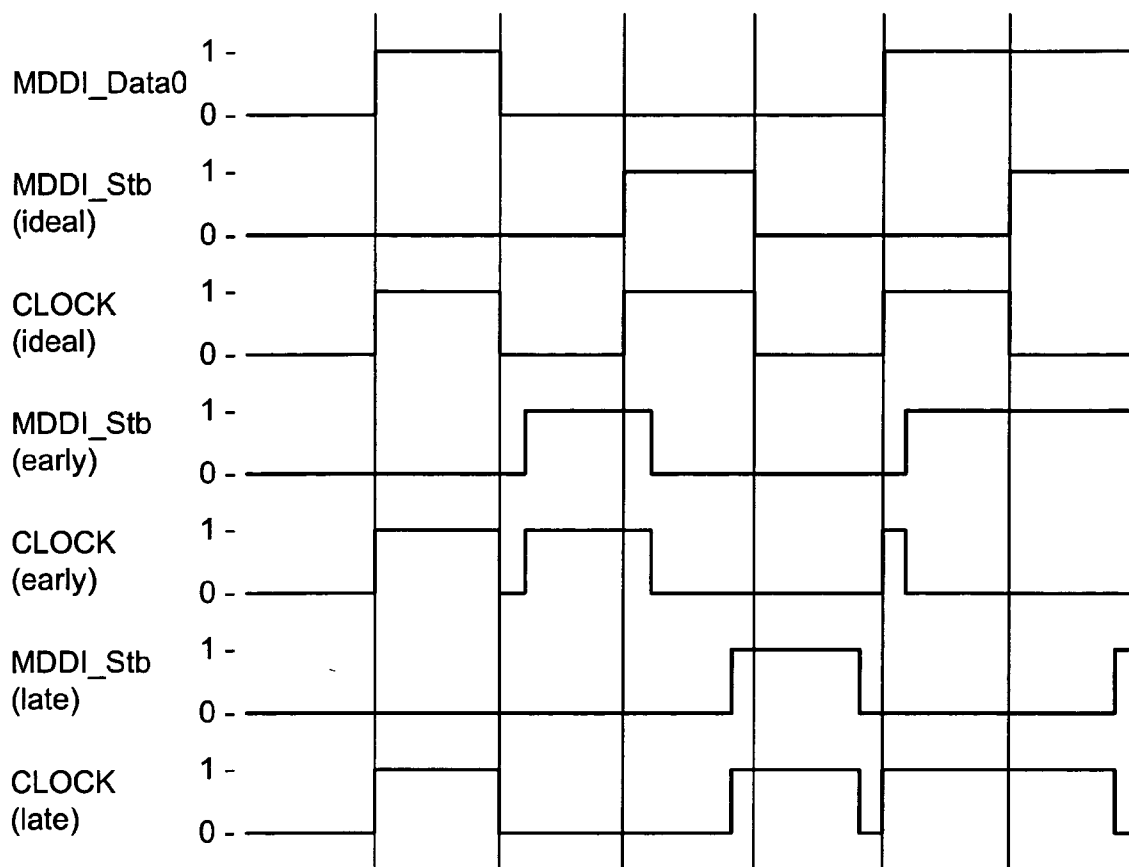 1 -
MDDI_Data0
0 -
1 -
MDDI_Stb
(ideal)
0 -
1 -
CLOCK
(ideal)
0 -
1 -
MDDI_Stb
(early)
0 -
1 -
CLOCK
(early)
0 -
1 -
MDDI_Stb
(late)
0 -
1 -
CLOCK
(late)
0 -